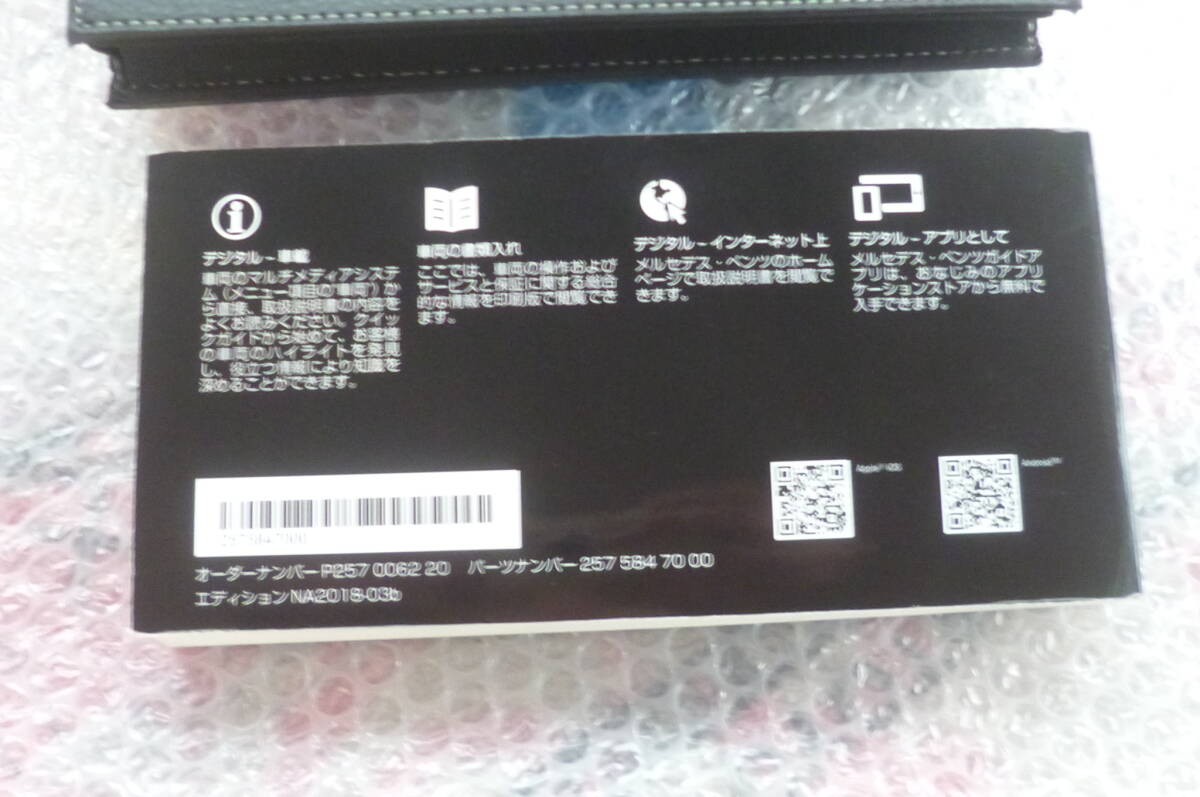 デジタル - 車載
車両のマルチメディアシステ
ム（メニュー項目の「車両」）か
ら直接、取扱説明書の内容を
よくお読みください。クイッ
クガイドから始めて、お客様
の車両のハイライトを発見
し、役立つ情報により知識を
深めることができます。
車両の書類入れ
ここでは、車両の操作および
サービスと保証に関する総合
的な情報を印刷版で閲覧でき
ます。
デジタル - インターネット上
メルセデス・ベンツのホーム
ページで取扱説明書を閲覧で
きます。
デジタル - アプリとして
メルセデス・ベンツガイドア
プリは、おなじみのアプリ
ケーションストアから無料で
入手できます。
2575847000
Apple® iOS
Android™
オーダーナンバー P257 0062 20 パーツナンバー 257 584 70 00
エディション NA2018-03b